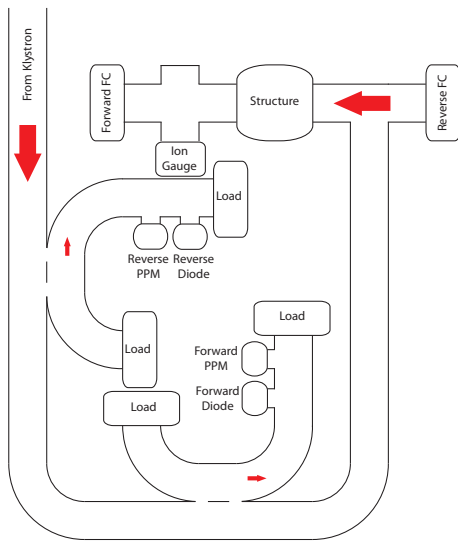 From Klystron
Forward FC
Structure
Reverse FC
Ion
Gauge
Load
Reverse
PPM
Reverse
Diode
Load
Load
Forward
PPM
Load
Forward
Diode